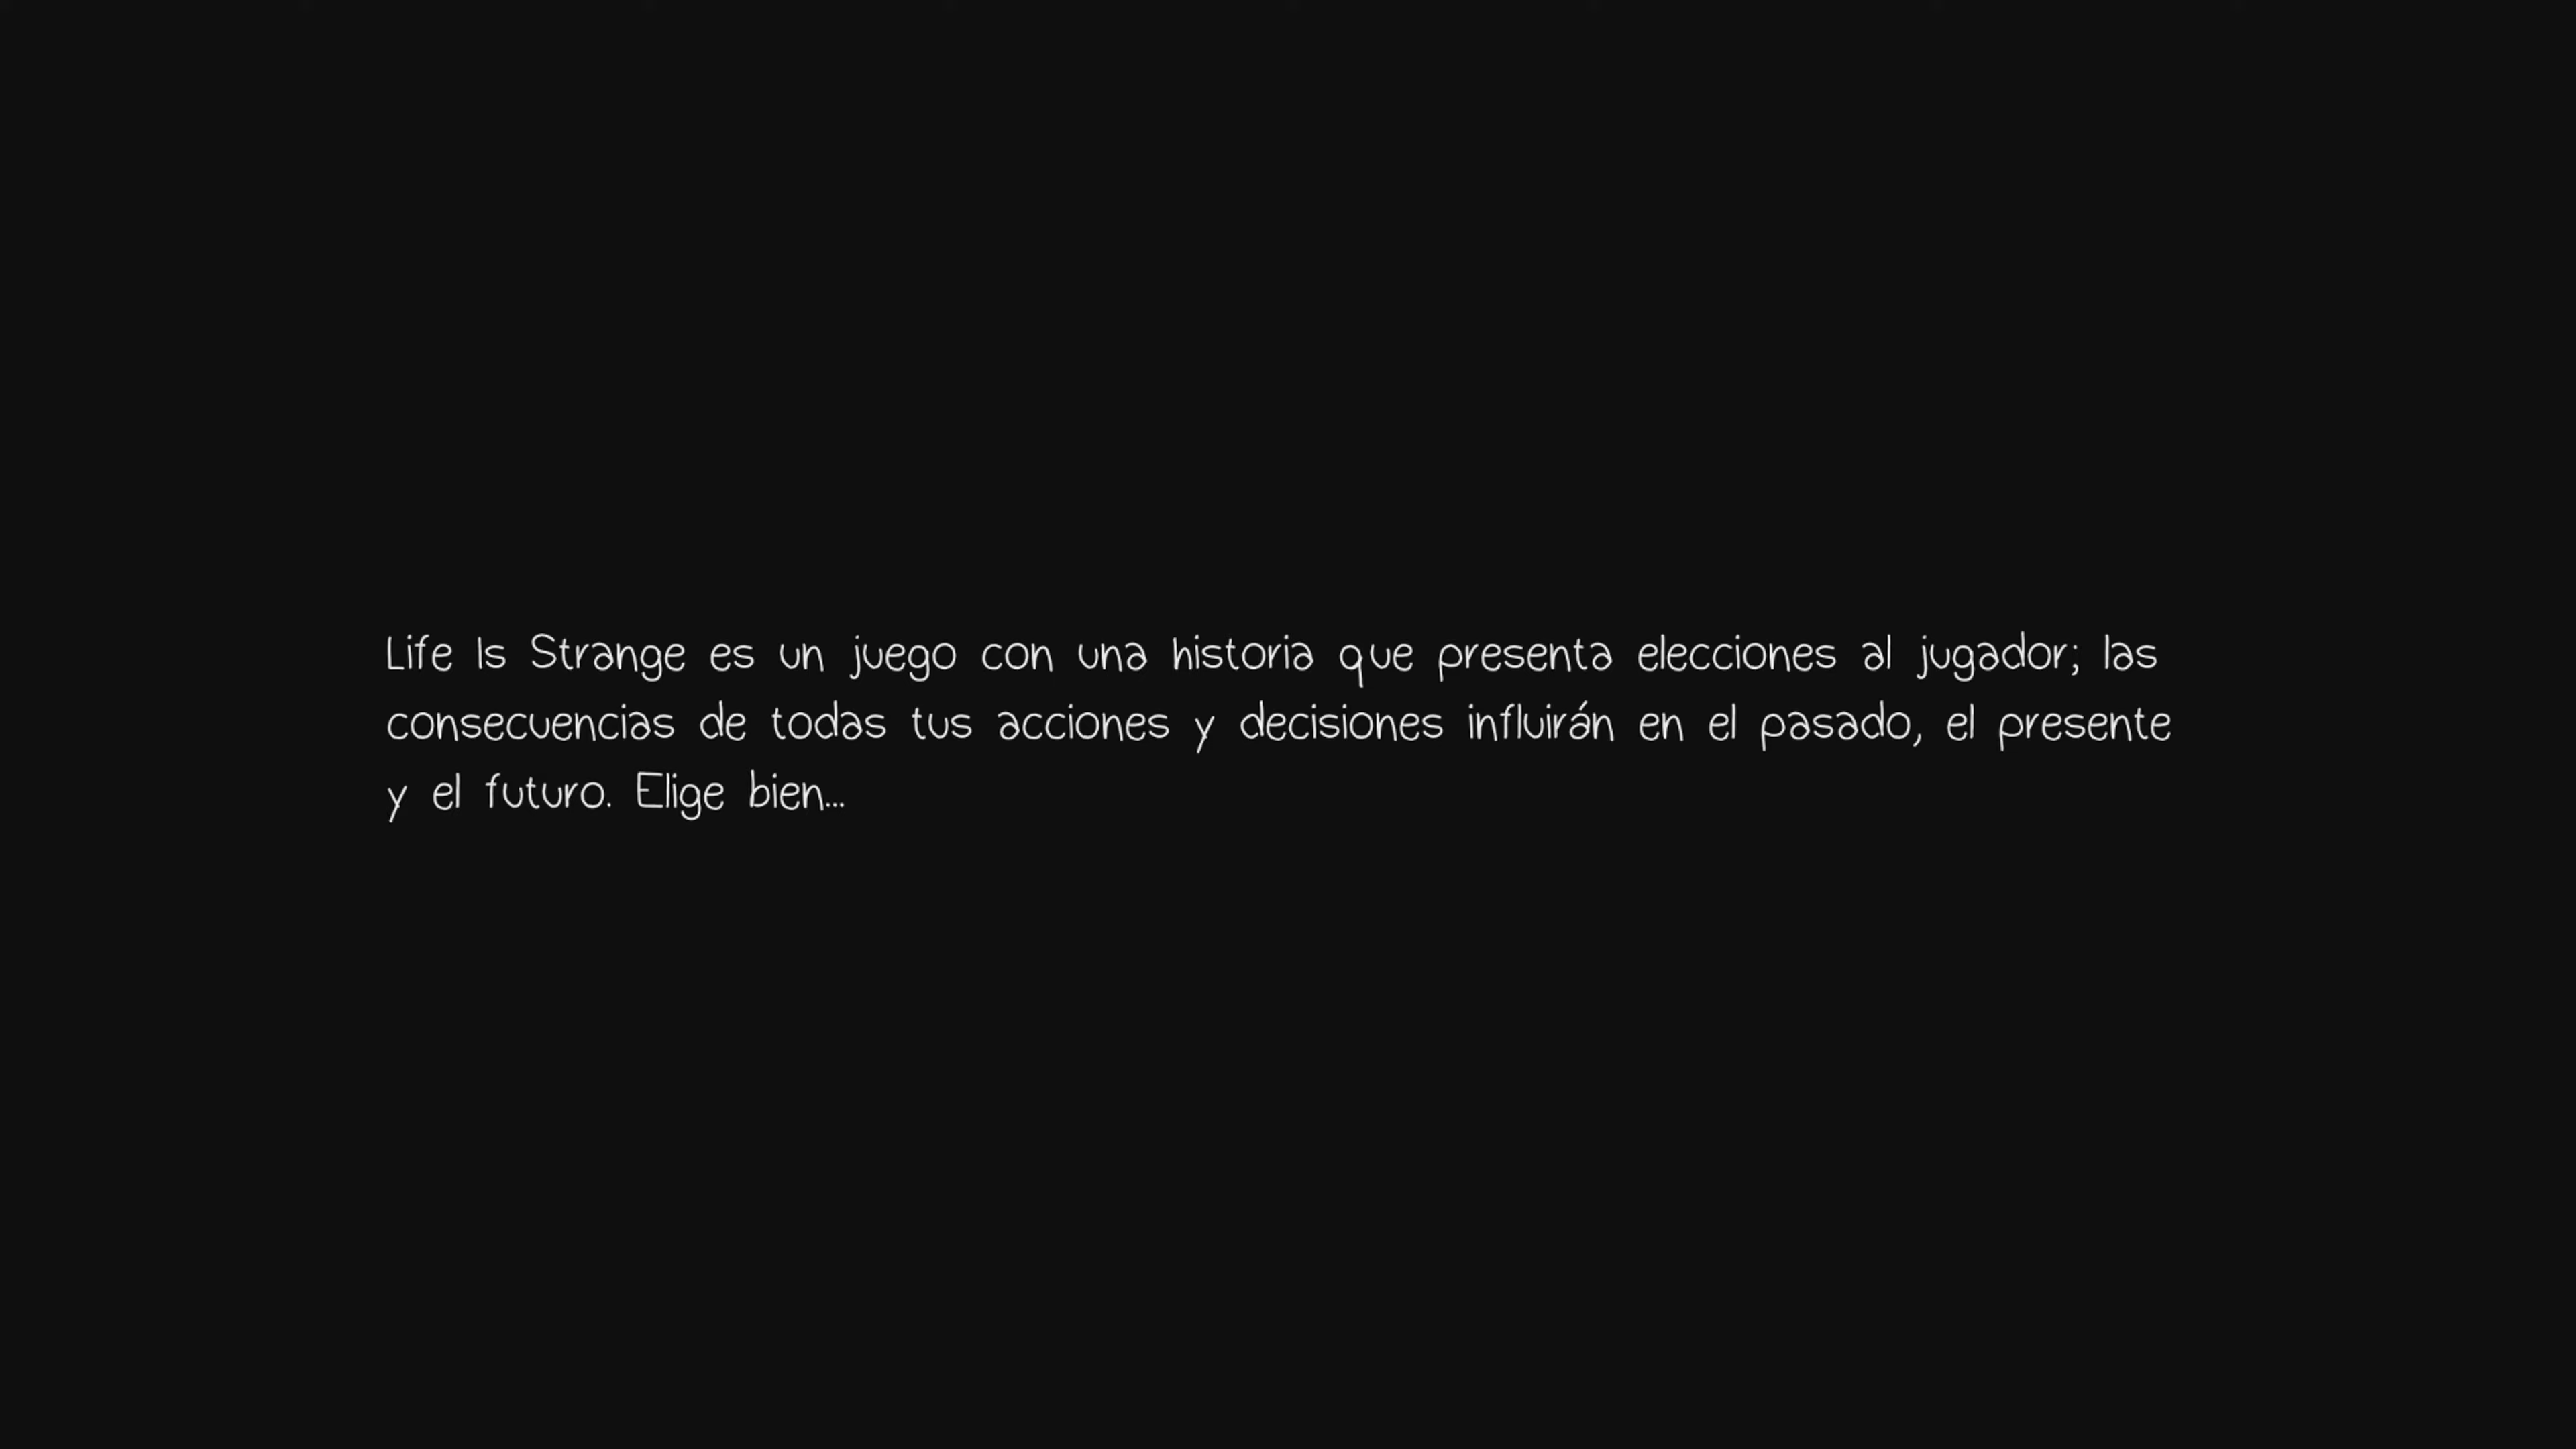 Life Is Strange es un juego con una historia que presenta elecciones al jugador; las
consecuencias de todas tus acciones y decisiones influirán en el pasado, el presente
y el futuro. Elige bien...